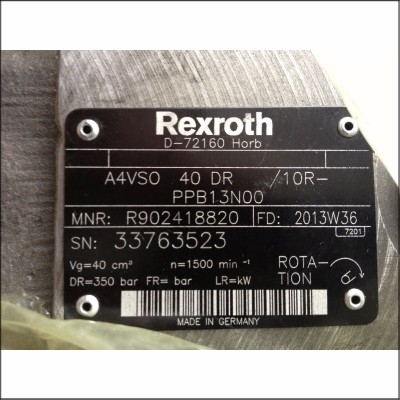 Rexroth
D-72160 Horb
A4VSO 40 DR /10R-
PPB13N00
MNR: R902418820 FD: 2013W36
7201
SN: 33763523
Vg=40 cm³ n=1500 min⁻¹ ROTA-
DR=350 bar FR= bar LR=kW TION
MADE IN GERMANY